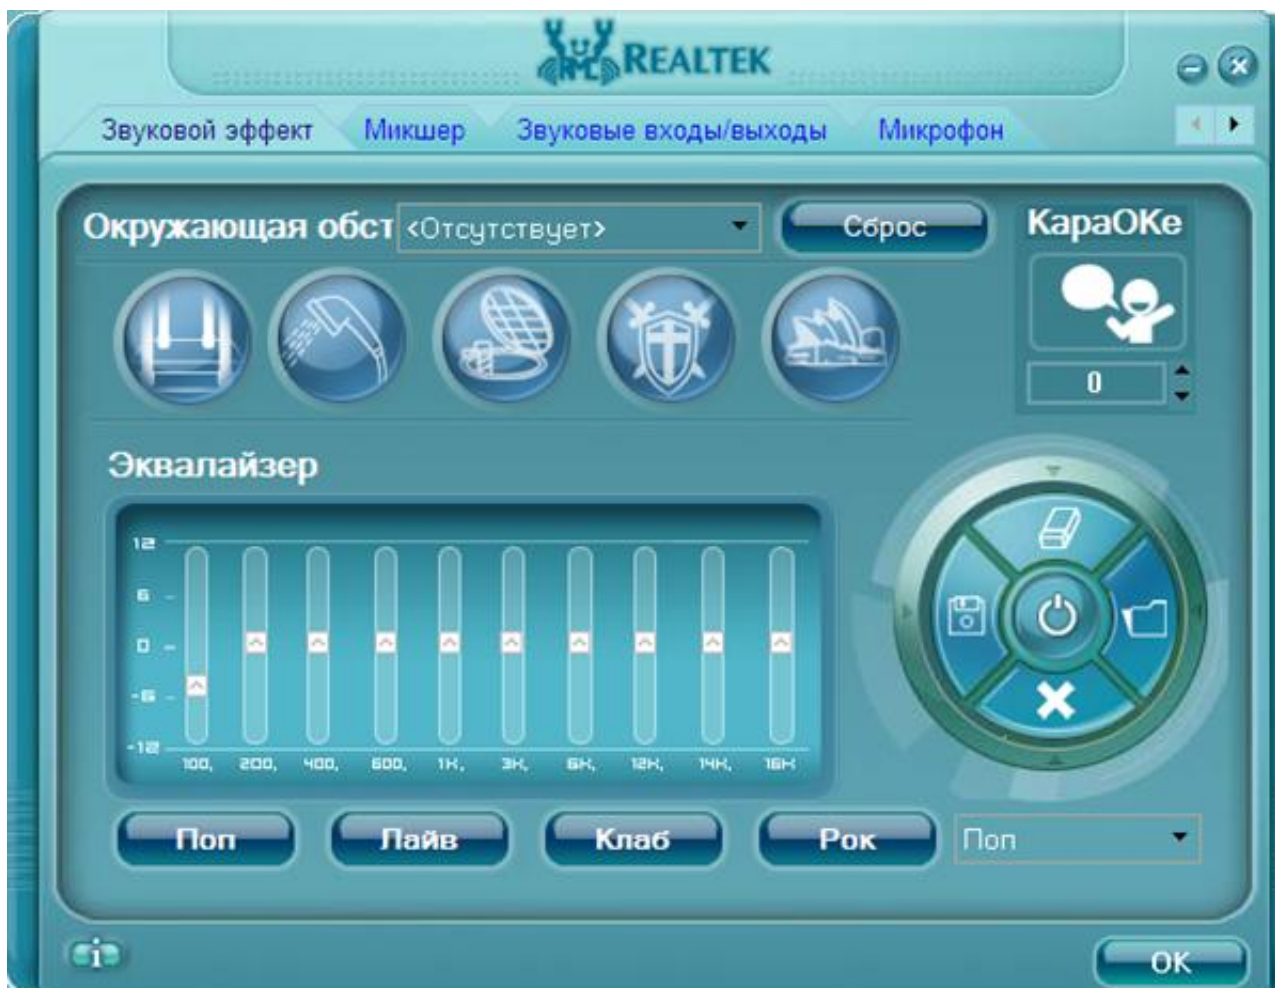 REALTEK
Звуковой эффект Микшер Звуковые входы/выходы Микрофон
Окружающая обст <Отсутствует> Сброс КараОКе
0
Эквалайзер
12
6
0
-6
-12
100, 200, 400, 600, 1K, 3K, 6K, 12K, 14K, 16K
Поп Лайв Клаб Рок Поп
i OK